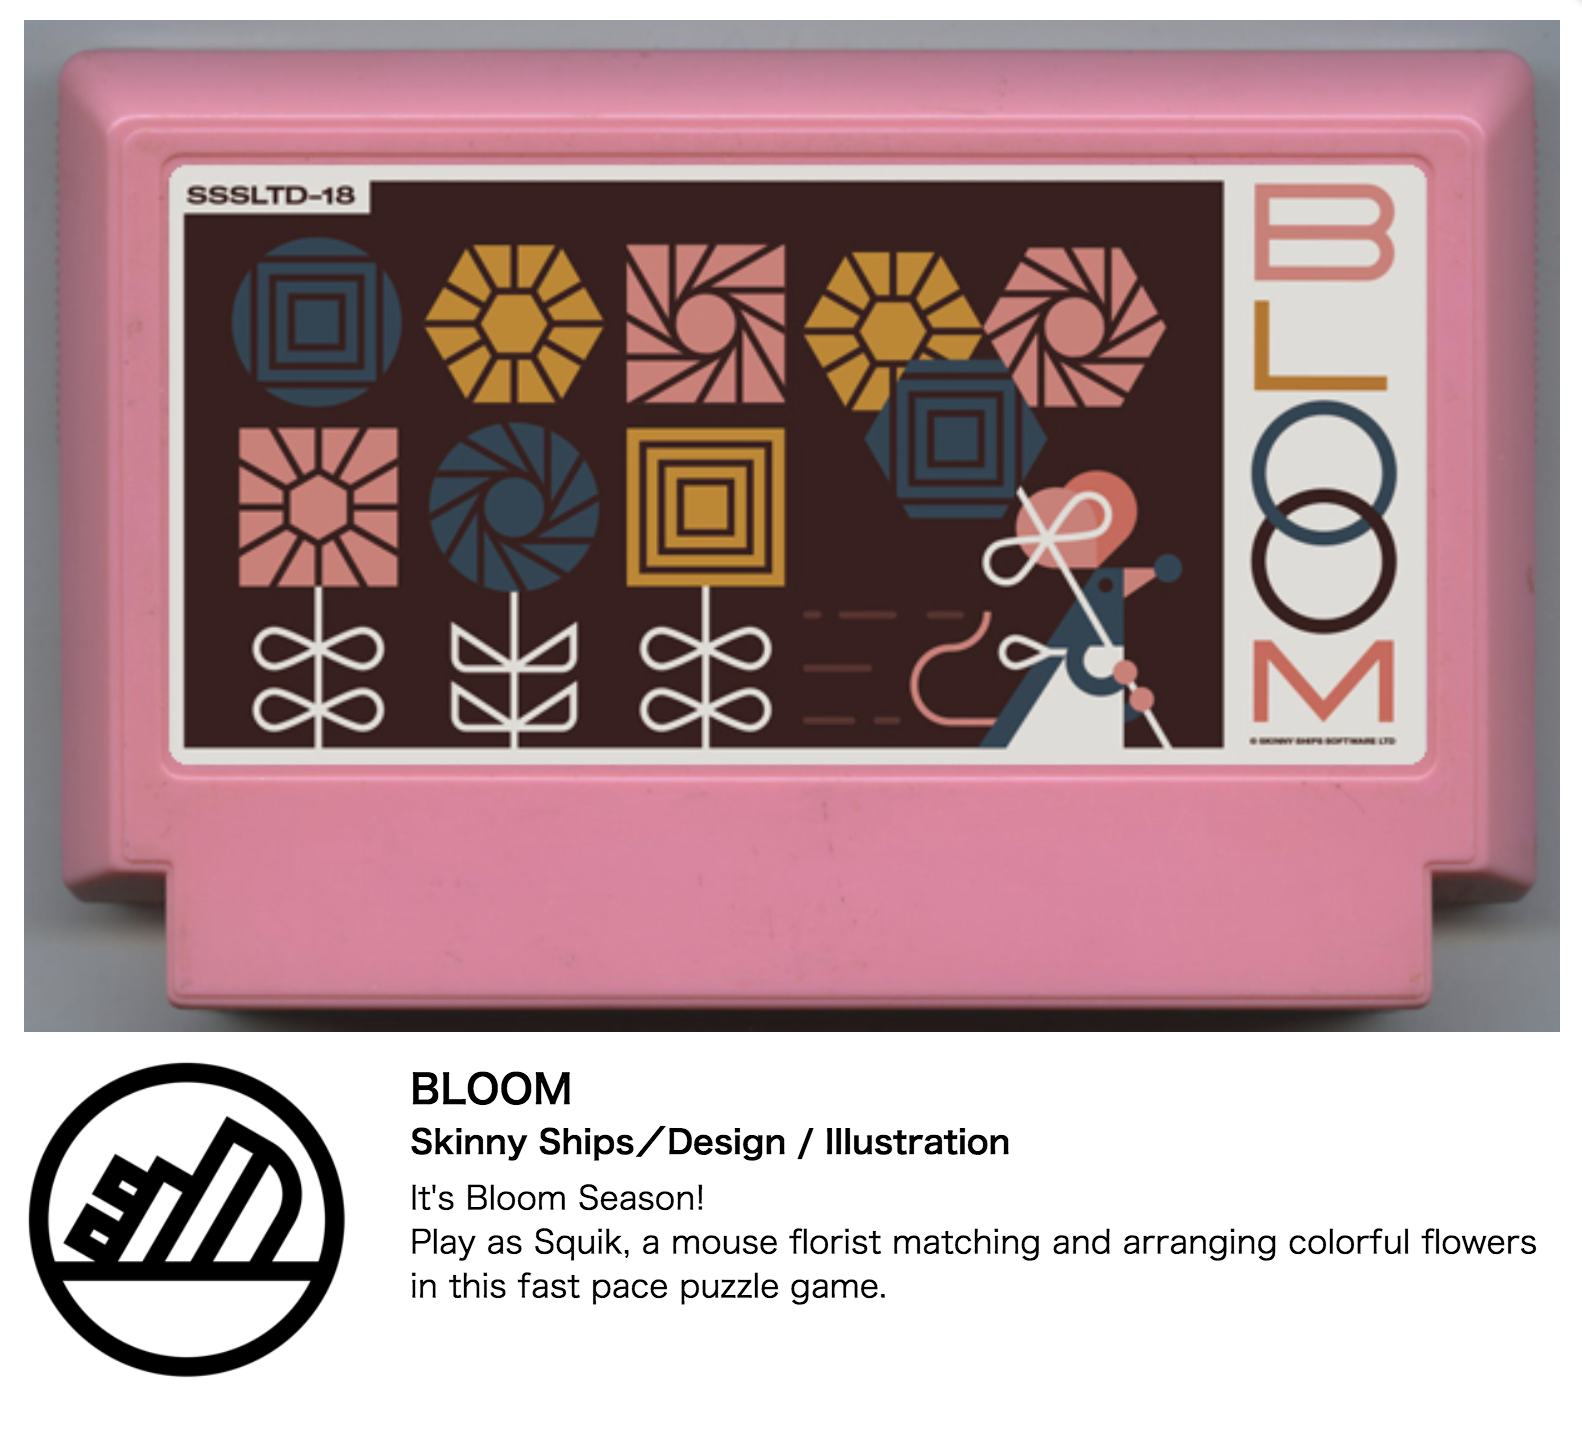 SSSLTD-18
BLOOM
© SKINNY SHIPS SOFTWARE LTD
BLOOM
Skinny Ships／Design / Illustration
It's Bloom Season!
Play as Squik, a mouse florist matching and arranging colorful flowers
in this fast pace puzzle game.